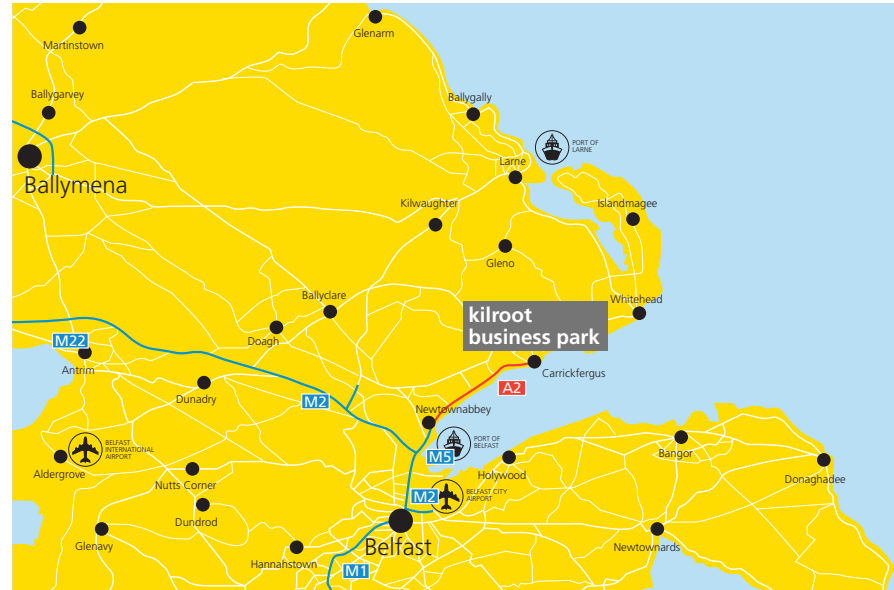 Glenarm
Martinstown
Ballygarvey
Ballygally
PORT OF
LARNE
Larne
Ballymena
Kilwaughter
Islandmagee
Gleno
Ballyclare
Whitehead
kilroot
business park
Doagh
M22
Antrim
Carrickfergus
A2
Dunadry
M2
Newtownabbey
PORT OF
BELFAST
BELFAST
INTERNATIONAL
AIRPORT
M5
Bangor
Aldergrove
Holywood
Donaghadee
Nutts Corner
M2
BELFAST CITY
AIRPORT
Dundrod
Glenavy
Belfast
Newtownards
Hannahstown
M1